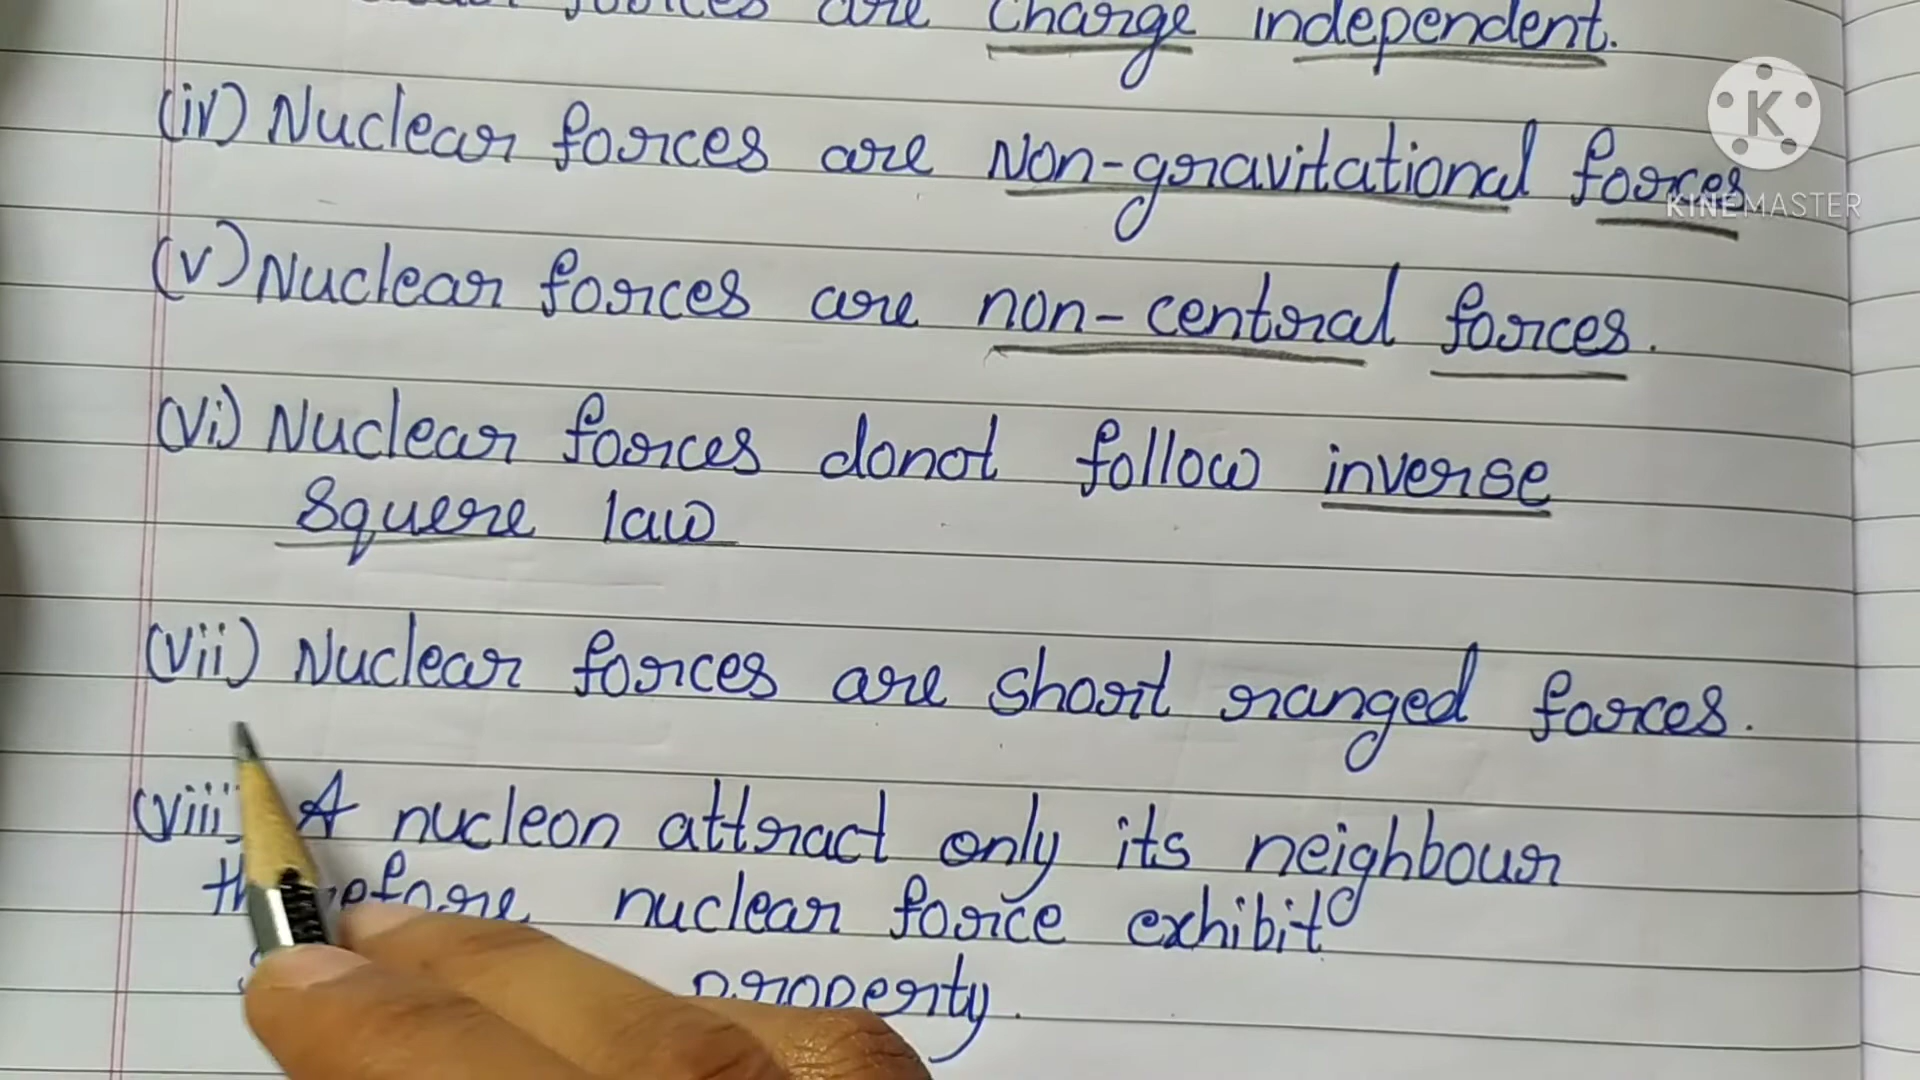 forces are charge independent.
(iv) Nuclear forces are Non-gravitational forces.
(v) Nuclear forces are non-central forces.
(vi) Nuclear forces donot follow inverse
squere law
(vii) Nuclear forces are short ranged forces.
(viii) A nucleon attract only its neighbour
therefore nuclear force exhibit
property.
K
KINEMASTER